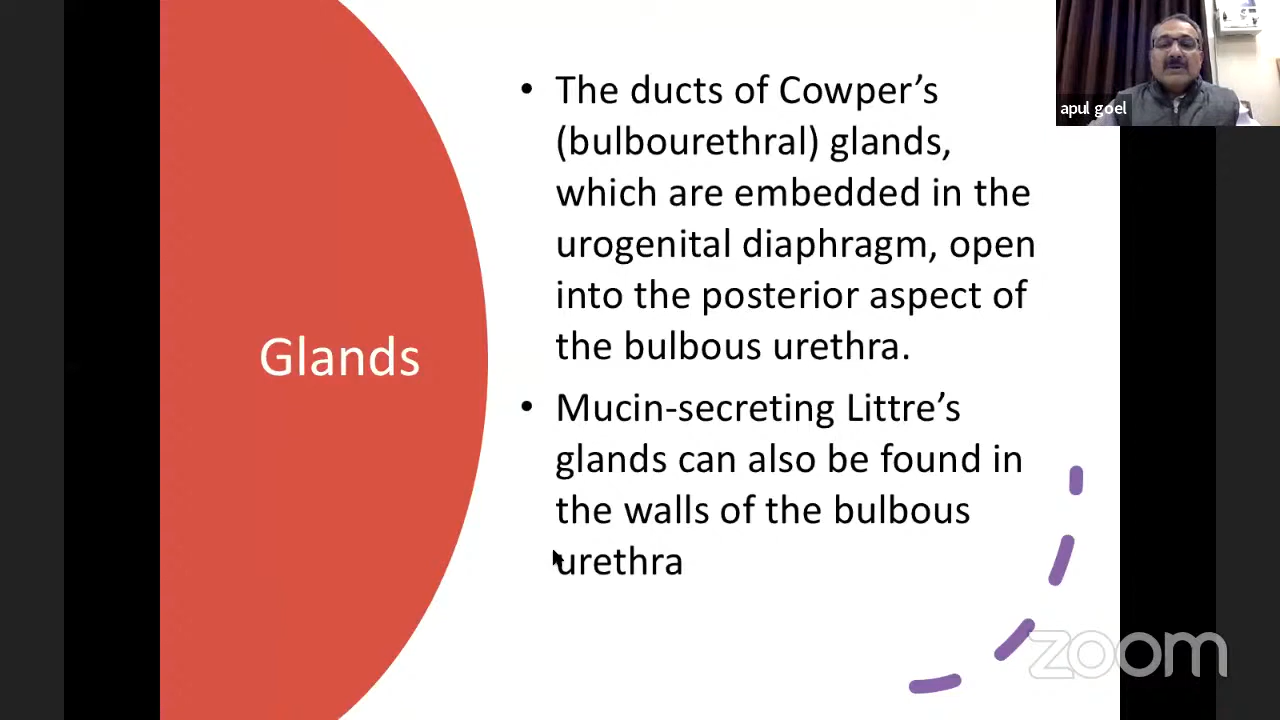 Glands
• The ducts of Cowper’s
(bulbourethral) glands,
which are embedded in the
urogenital diaphragm, open
into the posterior aspect of
the bulbous urethra.
• Mucin-secreting Littre’s
glands can also be found in
the walls of the bulbous
urethra
apul goel
zoom